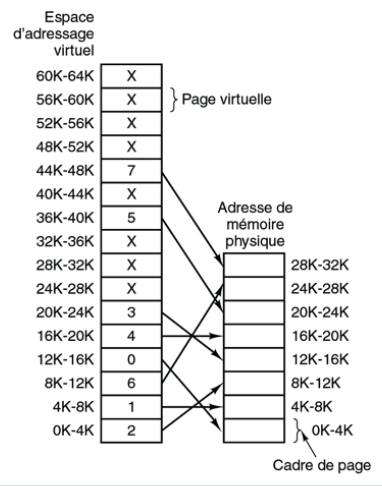 Espace
d'adressage
virtuel
60K-64K X
56K-60K X } Page virtuelle
52K-56K X
48K-52K X
44K-48K 7
40K-44K X
36K-40K 5
32K-36K X
28K-32K X
24K-28K X
20K-24K 3
16K-20K 4
12K-16K 0
8K-12K 6
4K-8K 1
0K-4K 2
Adresse de
mémoire
physique
28K-32K
24K-28K
20K-24K
16K-20K
12K-16K
8K-12K
4K-8K
} 0K-4K
Cadre de page